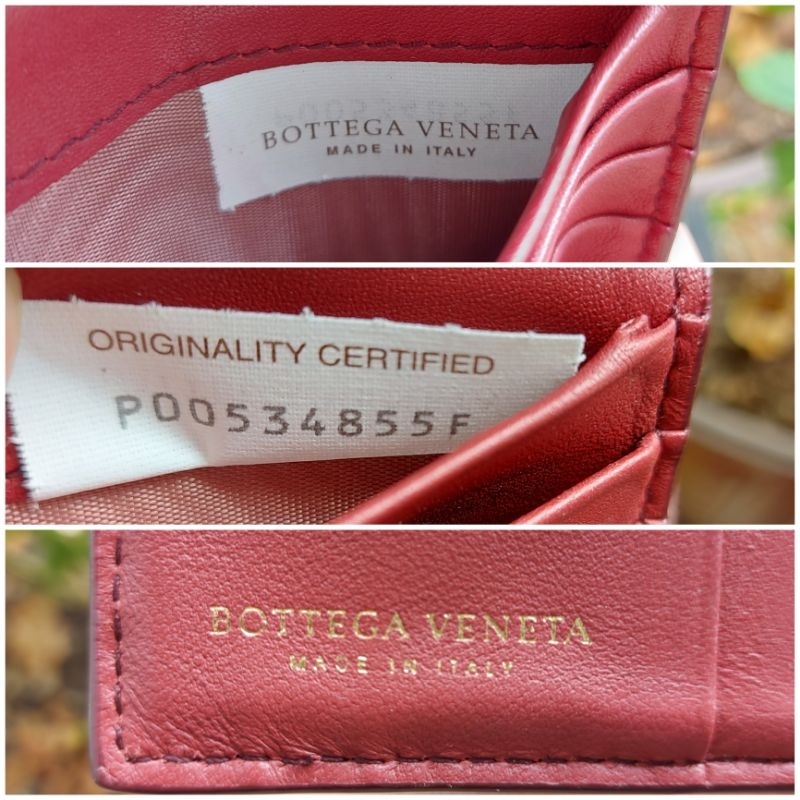 BOTTEGA VENETA
MADE IN ITALY
ORIGINALITY CERTIFIED
P00534855F
BOTTEGA VENETA
MADE IN ITALY